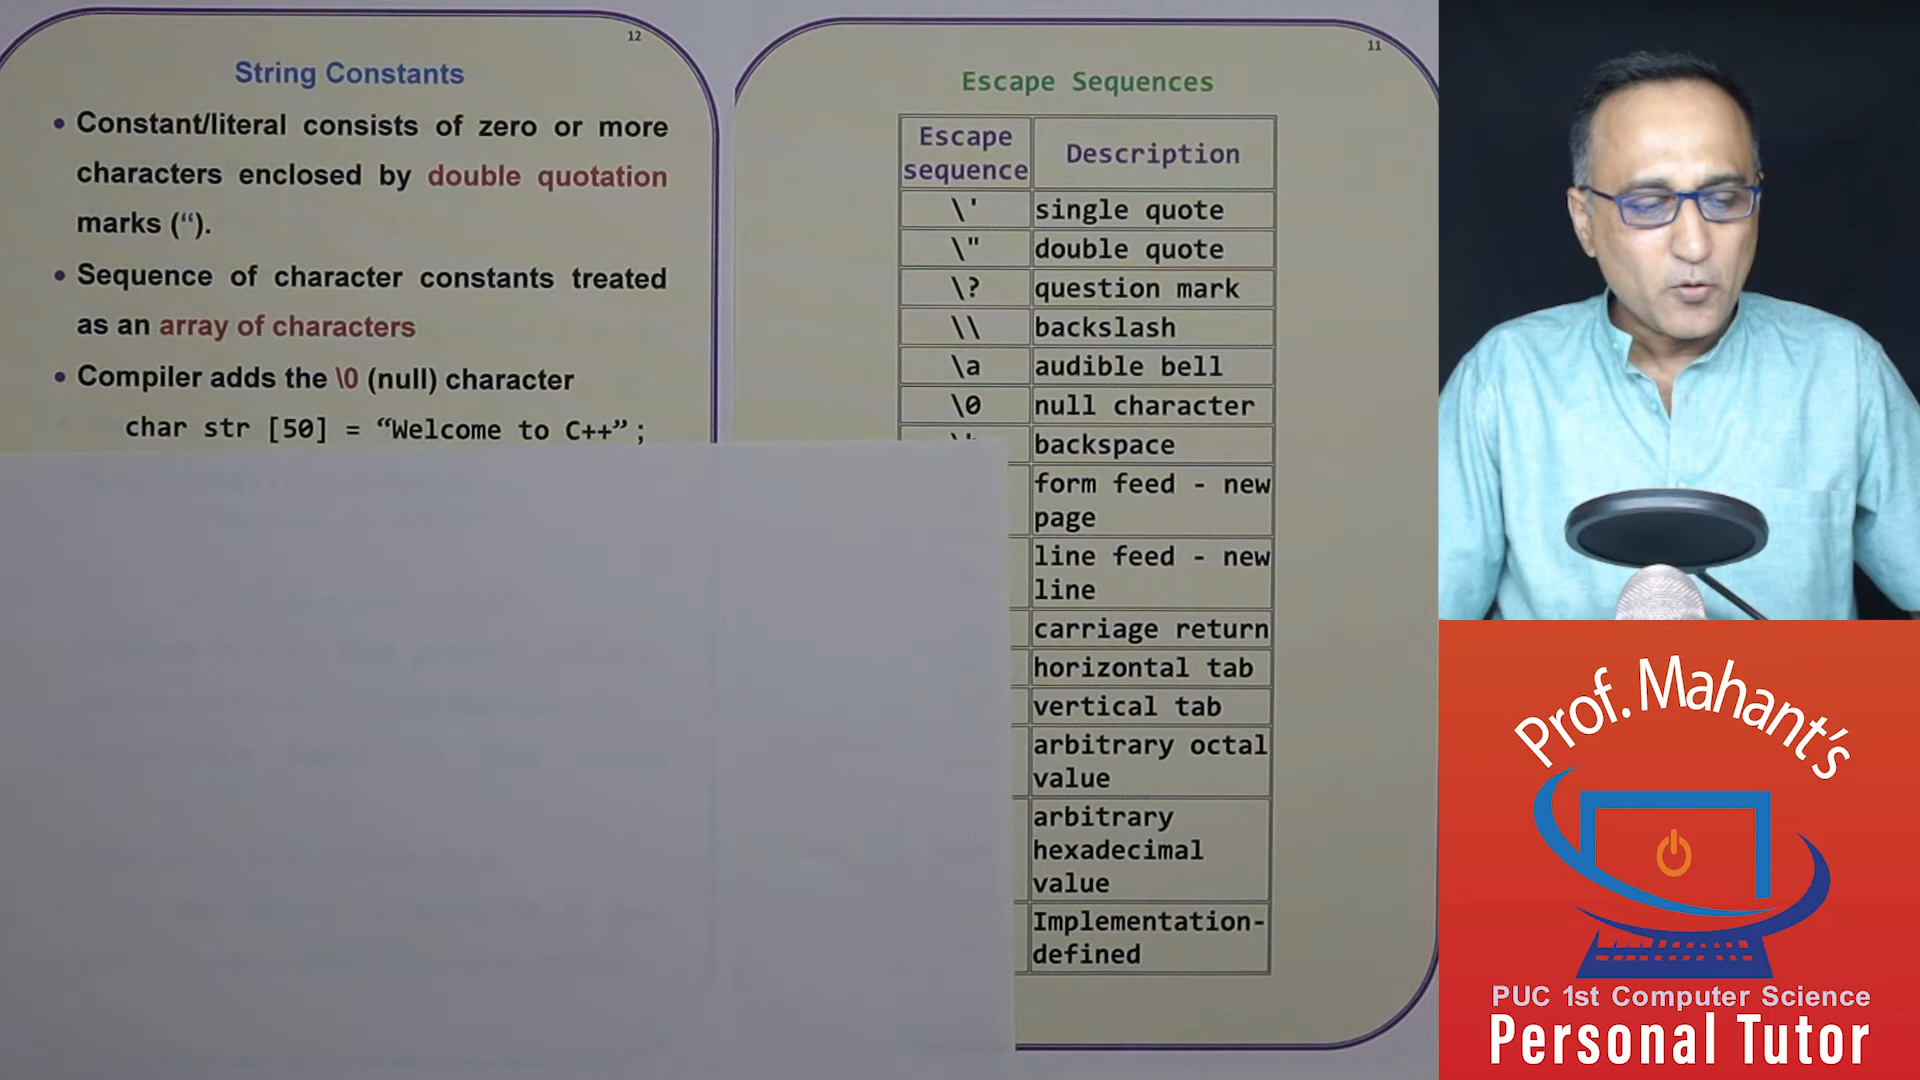 12
String Constants
• Constant/literal consists of zero or more
characters enclosed by double quotation
marks (“).
• Sequence of character constants treated
as an array of characters
• Compiler adds the \0 (null) character
char str [50] = “Welcome to C++”;
11
Escape Sequences
Escape sequence Description
\' single quote
\" double quote
\? question mark
\\ backslash
\a audible bell
\0 null character
backspace
form feed - new
page
line feed - new
line
carriage return
horizontal tab
vertical tab
arbitrary octal
value
arbitrary
hexadecimal
value
Implementation-
defined
Prof. Mahant's
PUC 1st Computer Science
Personal Tutor